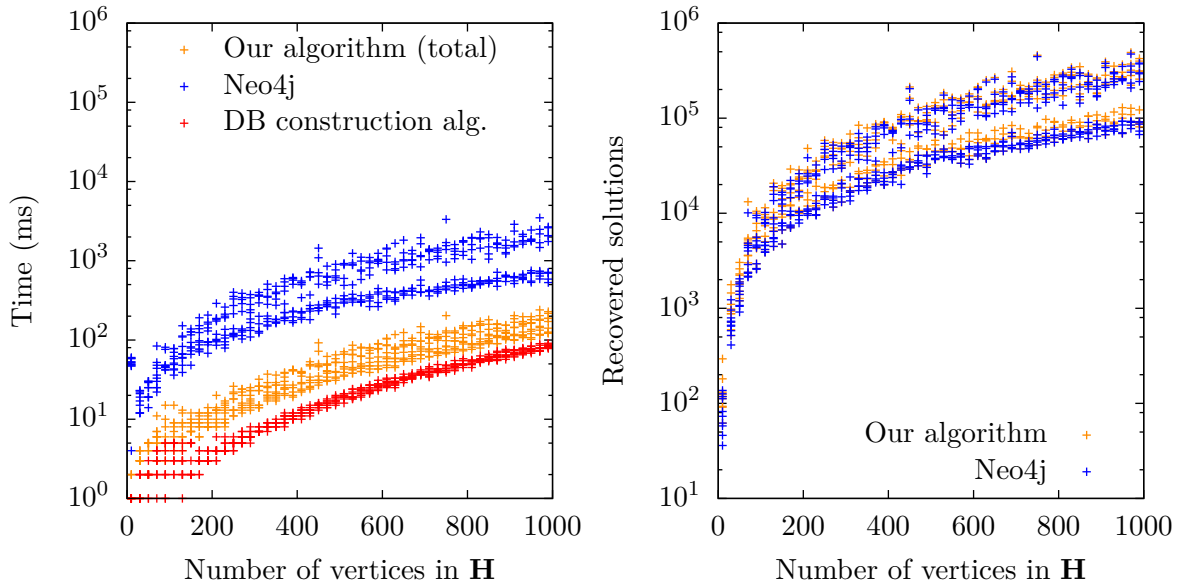 Our algorithm (total)
Neo4j
DB construction alg.
Time (ms)
10^6
10^5
10^4
10^3
10^2
10^1
10^0
0 200 400 600 800 1000
Number of vertices in H
Recovered solutions
10^6
10^5
10^4
10^3
10^2
10^1
Our algorithm
Neo4j
0 200 400 600 800 1000
Number of vertices in H